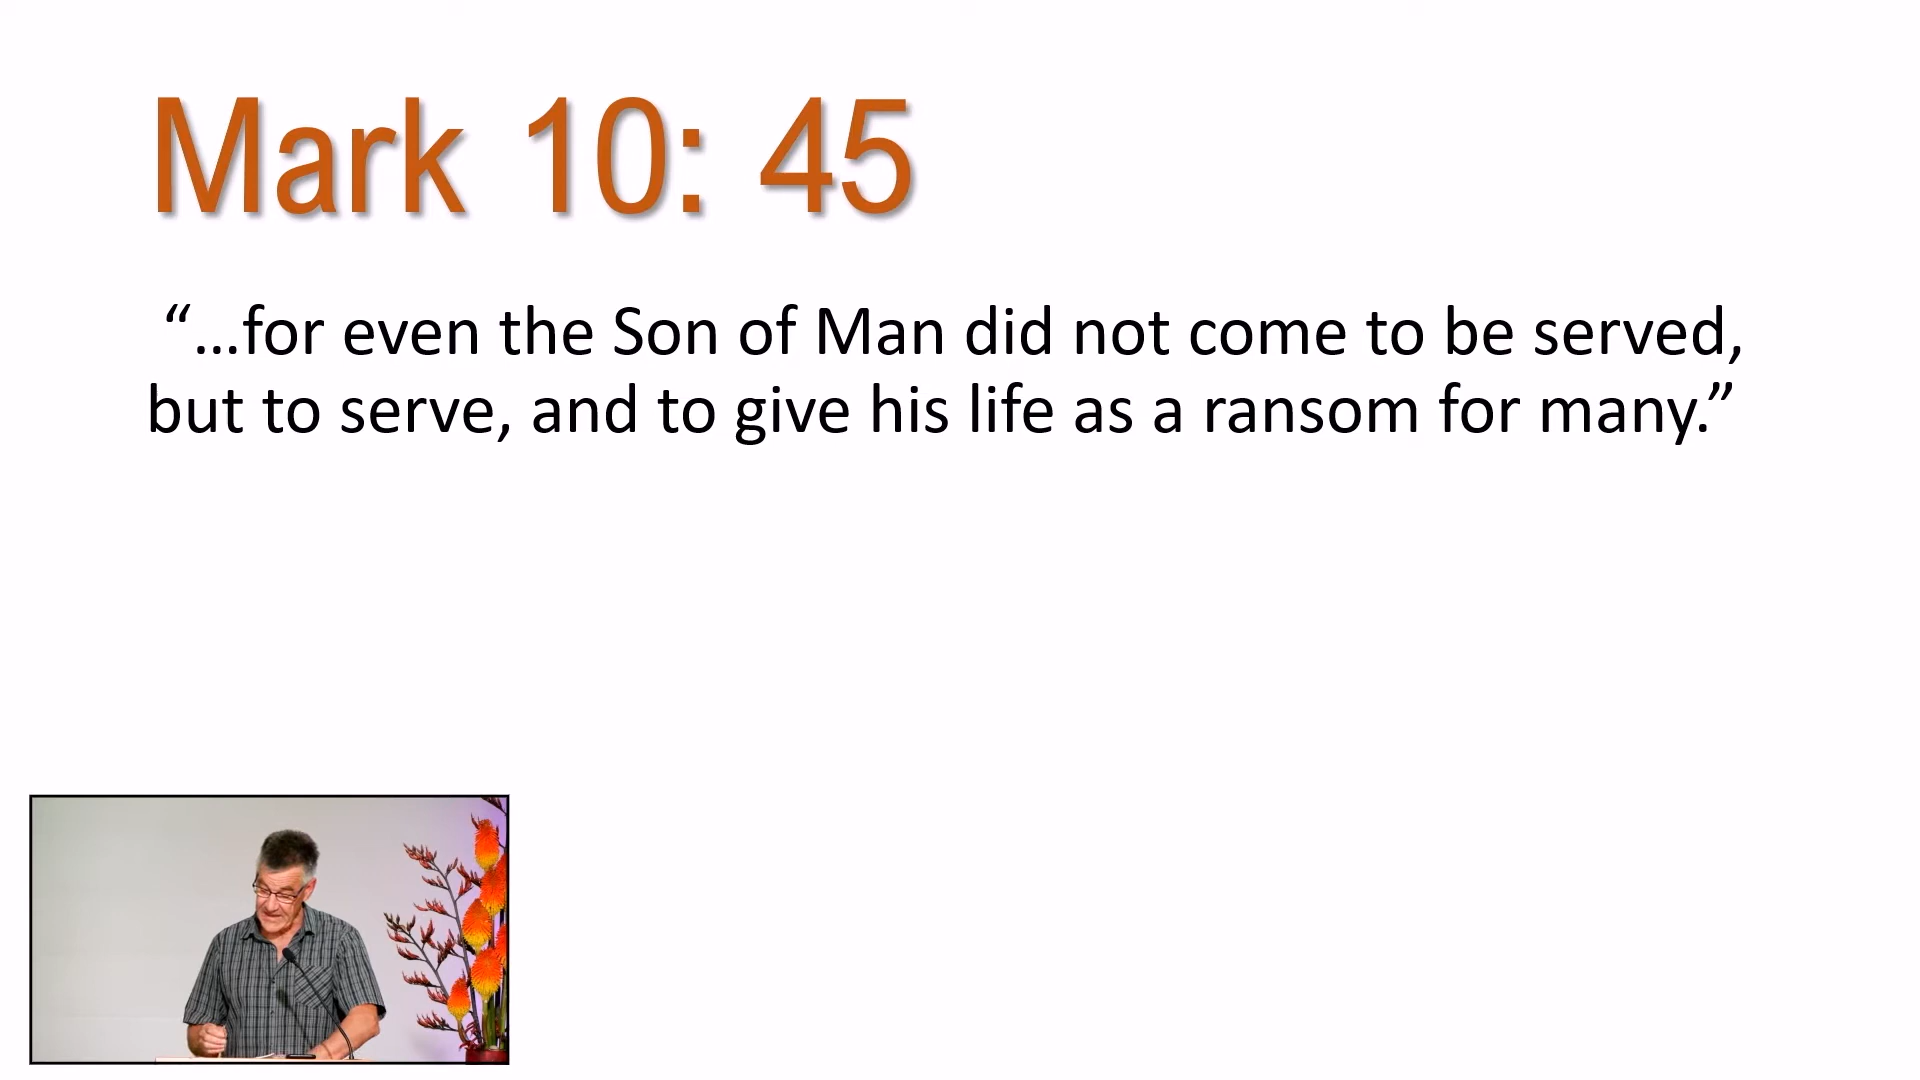 Mark 10: 45
“…for even the Son of Man did not come to be served,
but to serve, and to give his life as a ransom for many.”